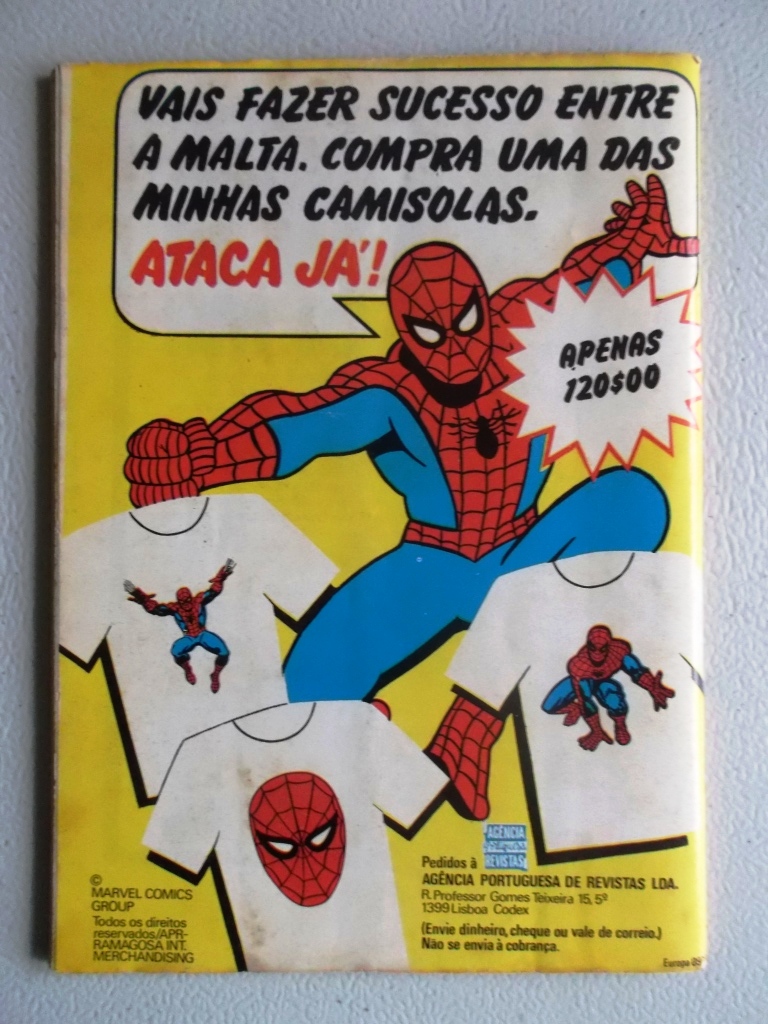 VAIS FAZER SUCESSO ENTRE
A MALTA. COMPRA UMA DAS
MINHAS CAMISOLAS.
ATACA JÁ!
APENAS
120$00
AGÊNCIA
REVISTAS
Pedidos à
AGÊNCIA PORTUGUESA DE REVISTAS LDA.
R. Professor Gomes Teixeira 15, 5º
1399 Lisboa Codex
(Envie dinheiro, cheque ou vale de correio.)
Não se envia à cobrança.
©
MARVEL COMICS
GROUP
Todos os direitos
reservados/APR-
RAMAGOSA INT.
MERCHANDISING
Europa